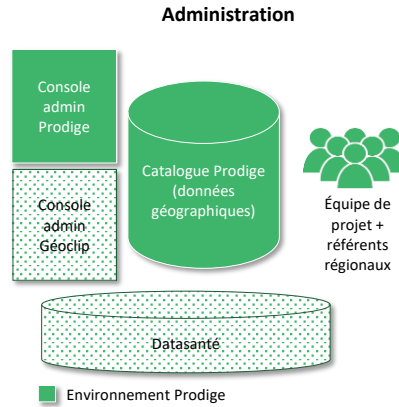 Administration
Console
admin
Prodige
Catalogue Prodige
(données
géographiques)
Console
admin
Géoclip
Équipe de
projet +
référents
régionaux
Datasanté
Environnement Prodige